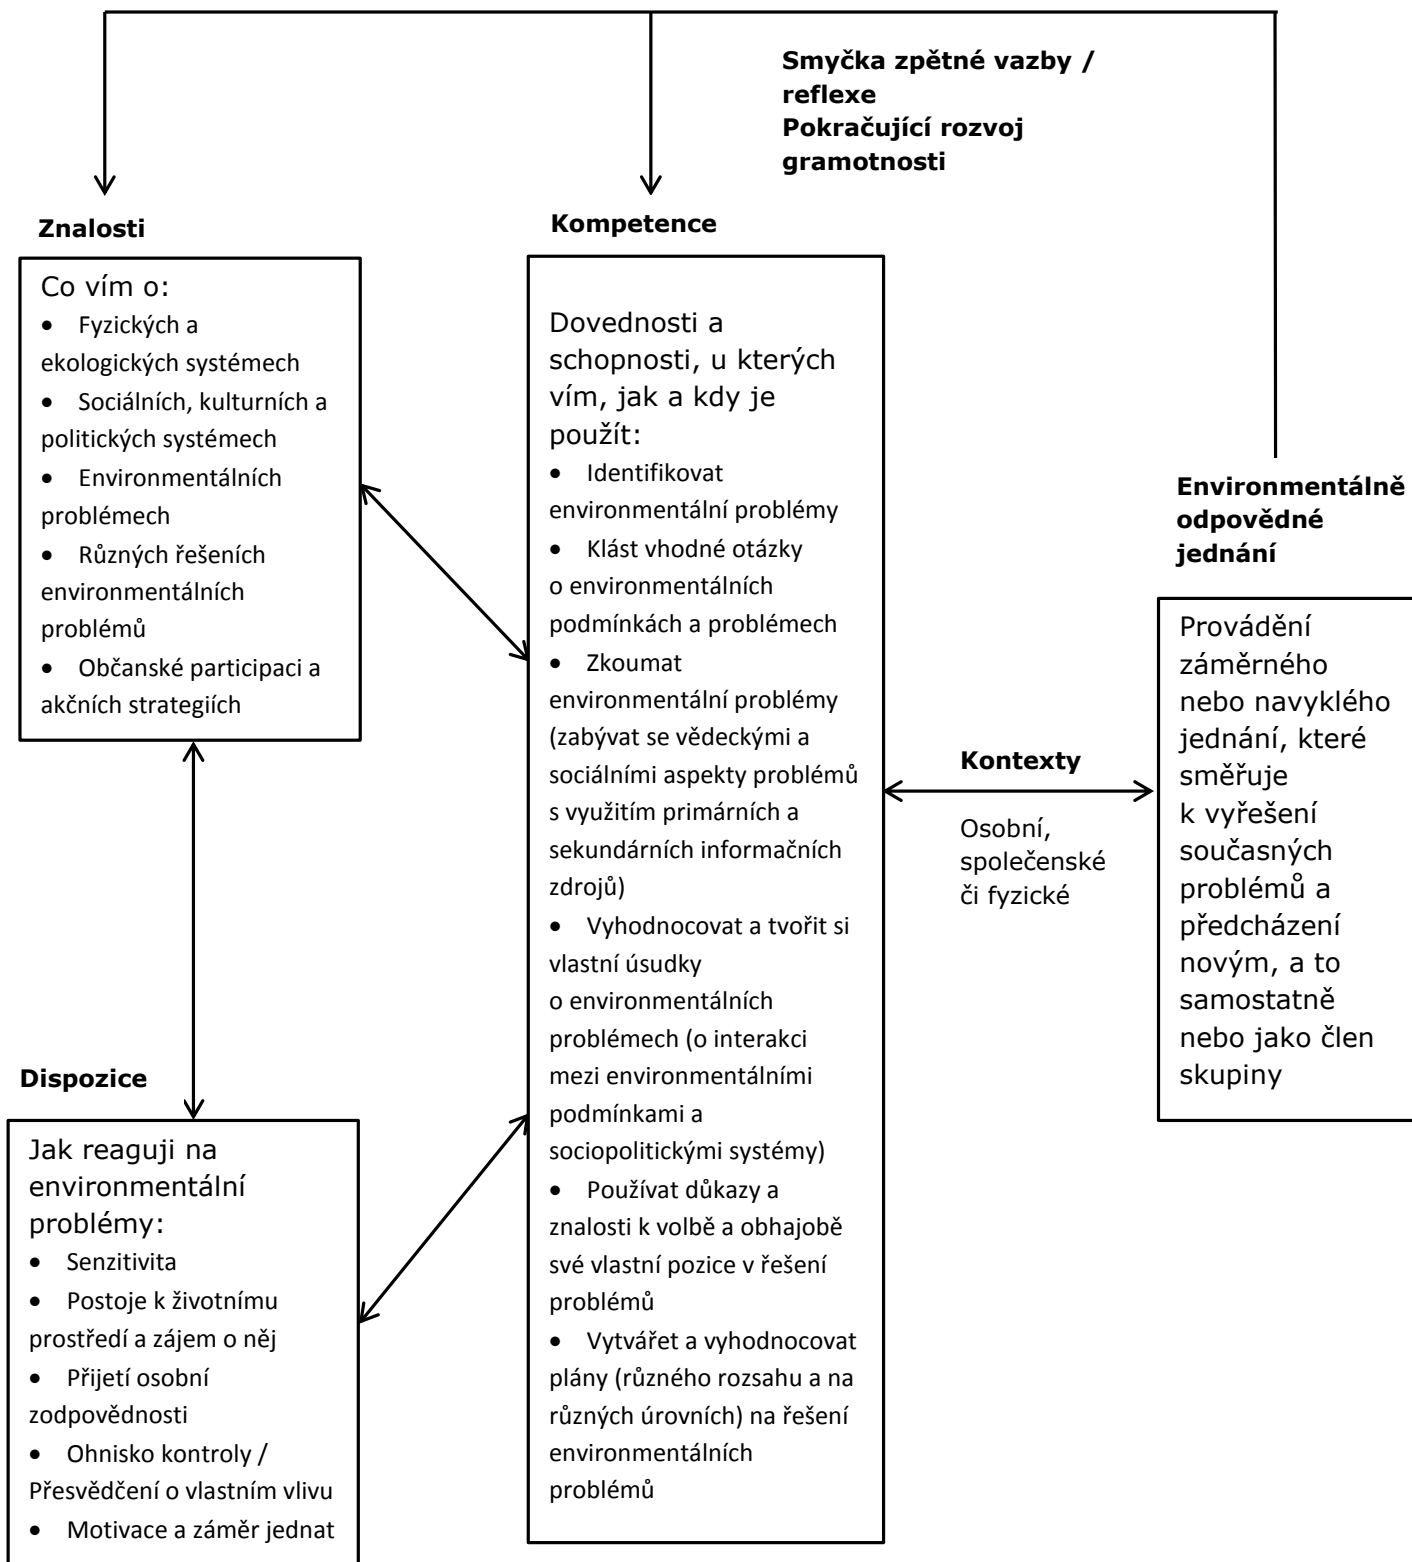 Smyčka zpětné vazby /
reflexe
Pokračující rozvoj
gramotnosti
Znalosti
Co vím o:
• Fyzických a
ekologických systémech
• Sociálních, kulturních a
politických systémech
• Environmentálních
problémech
• Různých řešeních
environmentálních
problémů
• Občanské participaci a
akčních strategiích
Kompetence
Dovednosti a
schopnosti, u kterých
vím, jak a kdy je
použít:
• Identifikovat
environmentální problémy
• Klást vhodné otázky
o environmentálních
podmínkách a problémech
• Zkoumat
environmentální problémy
(zabývat se vědeckými a
sociálními aspekty problémů
s využitím primárních a
sekundárních informačních
zdrojů)
• Vyhodnocovat a tvořit si
vlastní úsudky
o environmentálních
problémech (o interakci
mezi environmentálními
podmínkami a
sociopolitickými systémy)
• Používat důkazy a
znalosti k volbě a obhajobě
své vlastní pozice v řešení
problémů
• Vytvářet a vyhodnocovat
plány (různého rozsahu a na
různých úrovních) na řešení
environmentálních
problémů
Kontexty
Osobní,
společenské
či fyzické
Environmentálně
odpovědné
jednání
Provádění
záměrného
nebo navyklého
jednání, které
směřuje
k vyřešení
současných
problémů a
předcházení
novým, a to
samostatně
nebo jako člen
skupiny
Dispozice
Jak reaguji na
environmentální
problémy:
• Senzitivita
• Postoje k životnímu
prostředí a zájem o něj
• Přijetí osobní
zodpovědnosti
• Ohnisko kontroly /
Přesvědčení o vlastním vlivu
• Motivace a záměr jednat